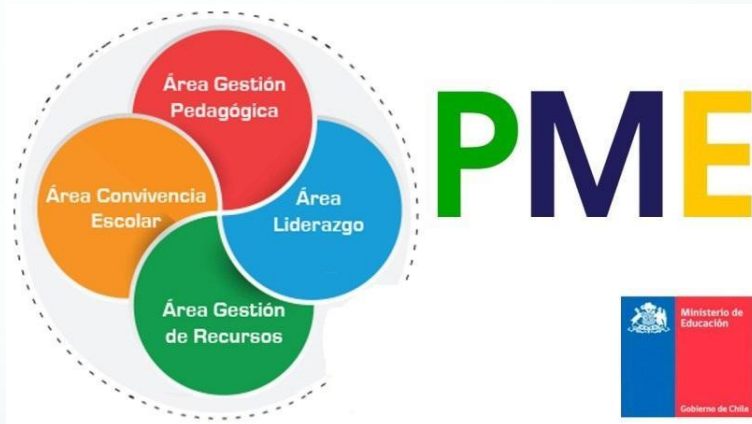 Área Gestión
Pedagógica
PME
Área Convivencia
Escolar
Área
Liderazgo
Área Gestión
de Recursos
Ministerio de
Educación
Gobierno de Chile